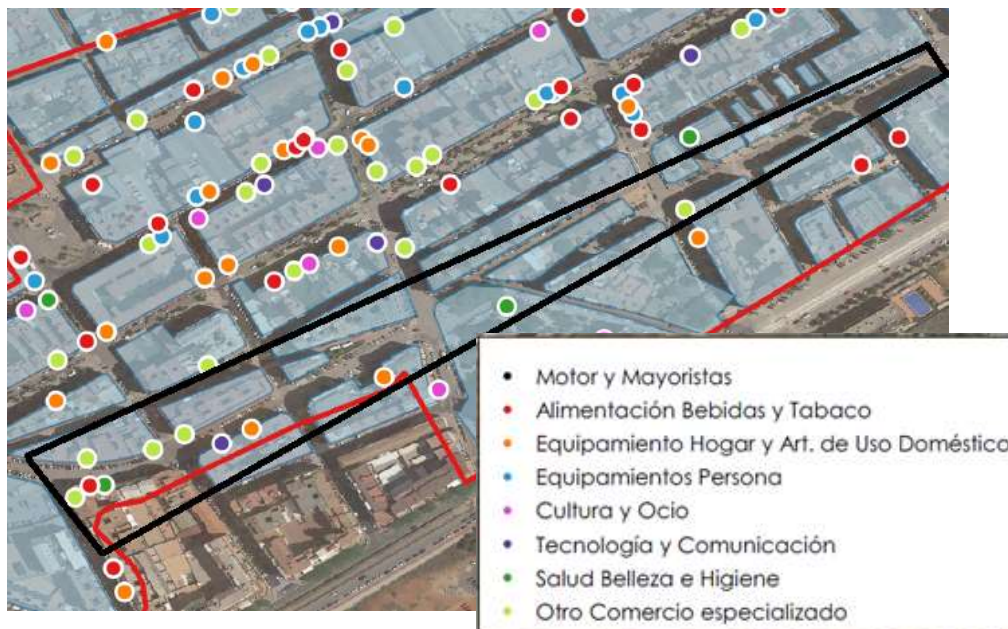 Motor y Mayoristas
Alimentación Bebidas y Tabaco
Equipamiento Hogar y Art. de Uso Doméstico
Equipamientos Persona
Cultura y Ocio
Tecnología y Comunicación
Salud Belleza e Higiene
Otro Comercio especializado